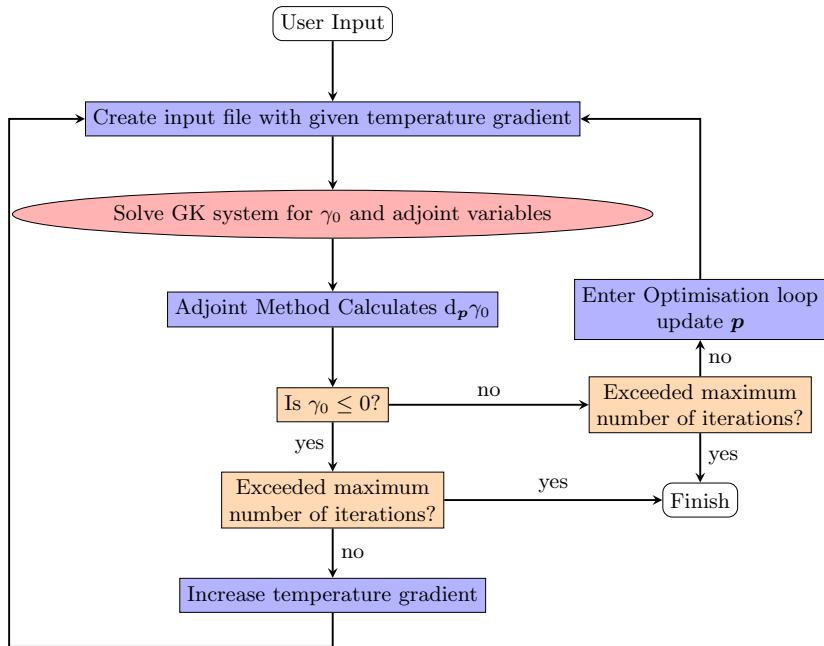 User Input
Create input file with given temperature gradient
Solve GK system for γ₀ and adjoint variables
Adjoint Method Calculates d𝒑γ₀
Enter Optimisation loop
update 𝒑
no
Is γ₀ ≤ 0?
no
Exceeded maximum
number of iterations?
yes
yes
Exceeded maximum
number of iterations?
yes
Finish
no
Increase temperature gradient